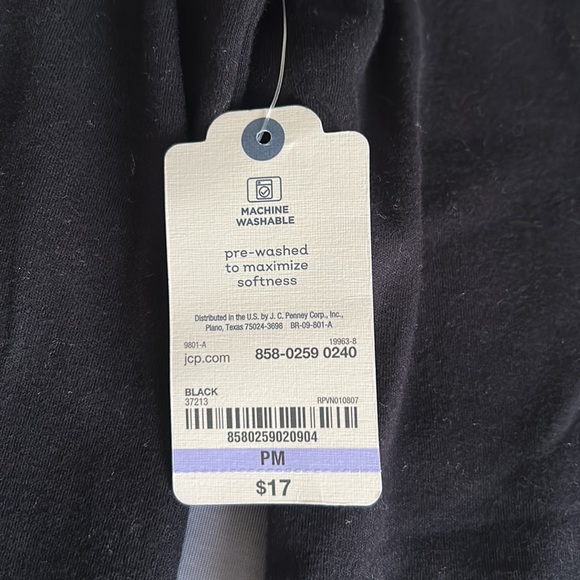 MACHINE
WASHABLE
pre-washed
to maximize
softness
Distributed in the U.S. by J. C. Penney Corp., Inc.,
Plano, Texas 75024-3698 BR-09-801-A
9801-A 19963-8
jcp.com 858-0259 0240
BLACK
37213 RPVN010807
8580259020904
PM
$17